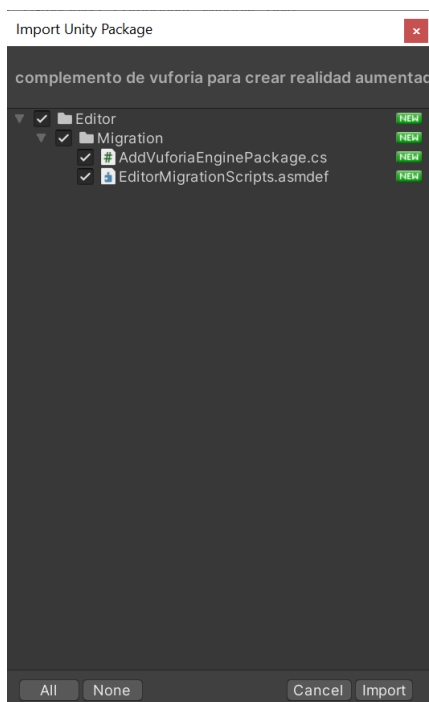 Import Unity Package
complemento de vuforia para crear realidad aumentad
Editor NEW
Migration NEW
AddVuforiaEnginePackage.cs NEW
EditorMigrationScripts.asmdef NEW
All None Cancel Import